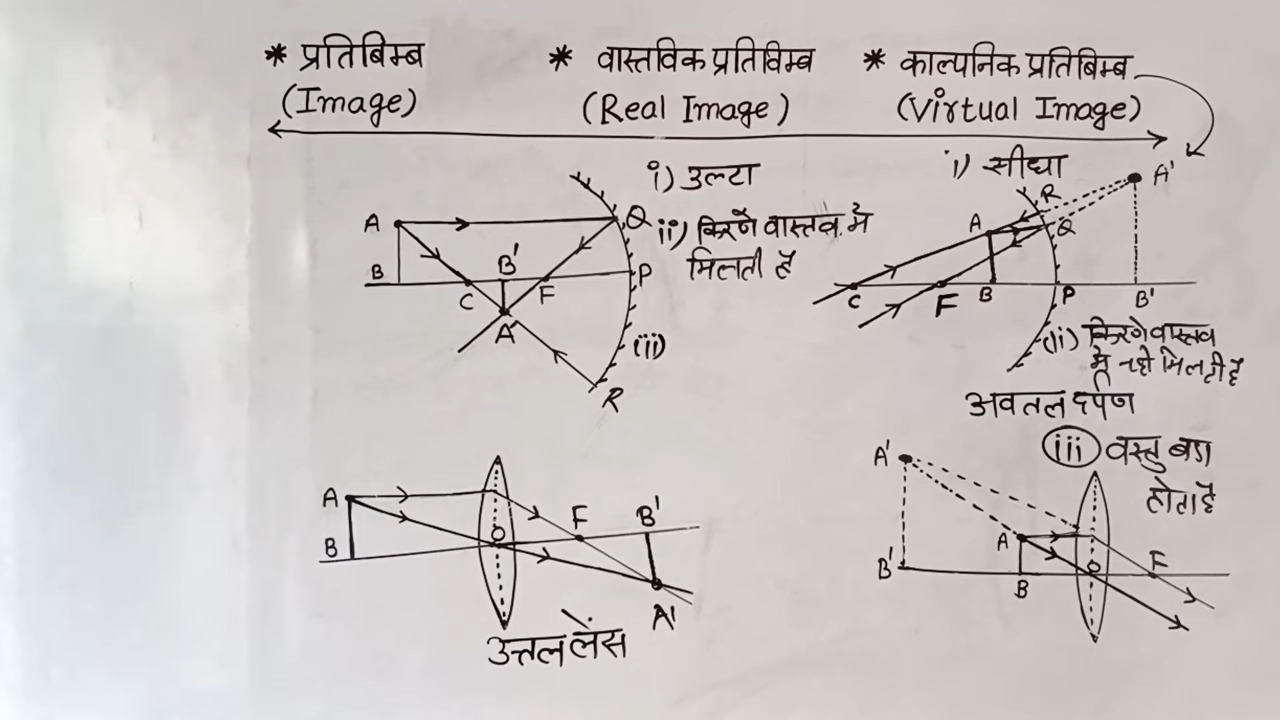 * प्रतिबिम्ब
(Image)
* वास्तविक प्रतिविम्ब
(Real Image)
* काल्पनिक प्रतिबिम्ब
(Virtual Image)
i) उल्टा
ii) किरणें वास्तव में
मिलती है
A
B
C
B'
A'
F
Q
P
(ii)
R
i) सीधा
A'
R
A
Q
C
F
B
P
B'
(ii) किरणे वास्तव
में नही मिलती है
अवतल दर्पण
(iii) वस्तु बडा
होता है
A
B
O
F
B'
A'
उत्तल लेंस
A'
B'
A
B
O
F